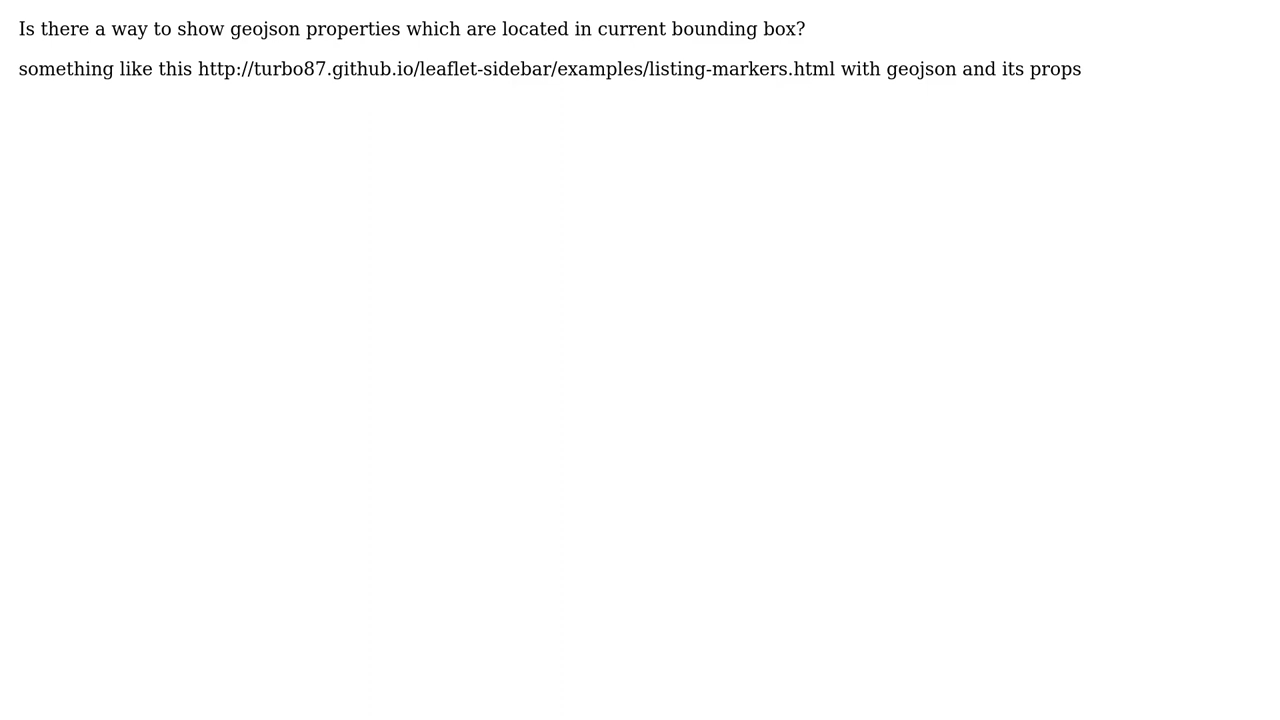 Is there a way to show geojson properties which are located in current bounding box?
something like this http://turbo87.github.io/leaflet-sidebar/examples/listing-markers.html with geojson and its props